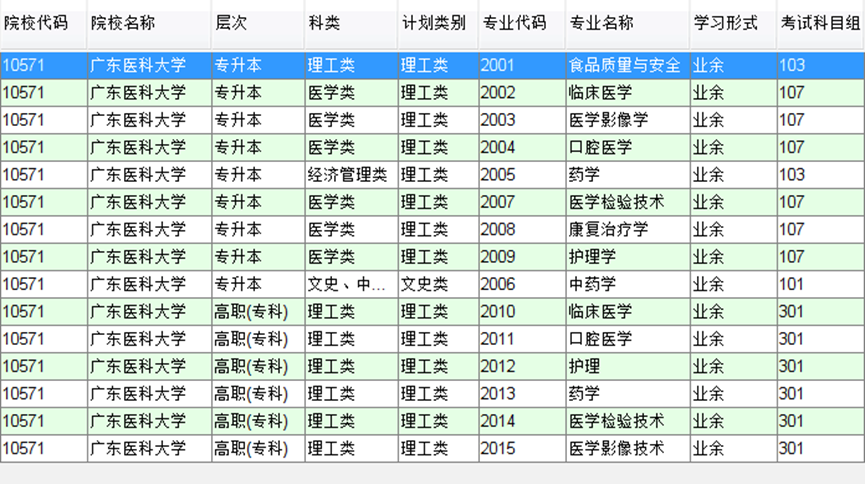 院校代码 院校名称 层次 科类 计划类别 专业代码 专业名称 学习形式 考试科目组
10571 广东医科大学 专升本 理工类 理工类 2001 食品质量与安全 业余 103
10571 广东医科大学 专升本 医学类 理工类 2002 临床医学 业余 107
10571 广东医科大学 专升本 医学类 理工类 2003 医学影像学 业余 107
10571 广东医科大学 专升本 医学类 理工类 2004 口腔医学 业余 107
10571 广东医科大学 专升本 经济管理类 理工类 2005 药学 业余 103
10571 广东医科大学 专升本 医学类 理工类 2007 医学检验技术 业余 107
10571 广东医科大学 专升本 医学类 理工类 2008 康复治疗学 业余 107
10571 广东医科大学 专升本 医学类 理工类 2009 护理学 业余 107
10571 广东医科大学 专升本 文史、中... 文史类 2006 中药学 业余 101
10571 广东医科大学 高职(专科) 理工类 理工类 2010 临床医学 业余 301
10571 广东医科大学 高职(专科) 理工类 理工类 2011 口腔医学 业余 301
10571 广东医科大学 高职(专科) 理工类 理工类 2012 护理 业余 301
10571 广东医科大学 高职(专科) 理工类 理工类 2013 药学 业余 301
10571 广东医科大学 高职(专科) 理工类 理工类 2014 医学检验技术 业余 301
10571 广东医科大学 高职(专科) 理工类 理工类 2015 医学影像技术 业余 301